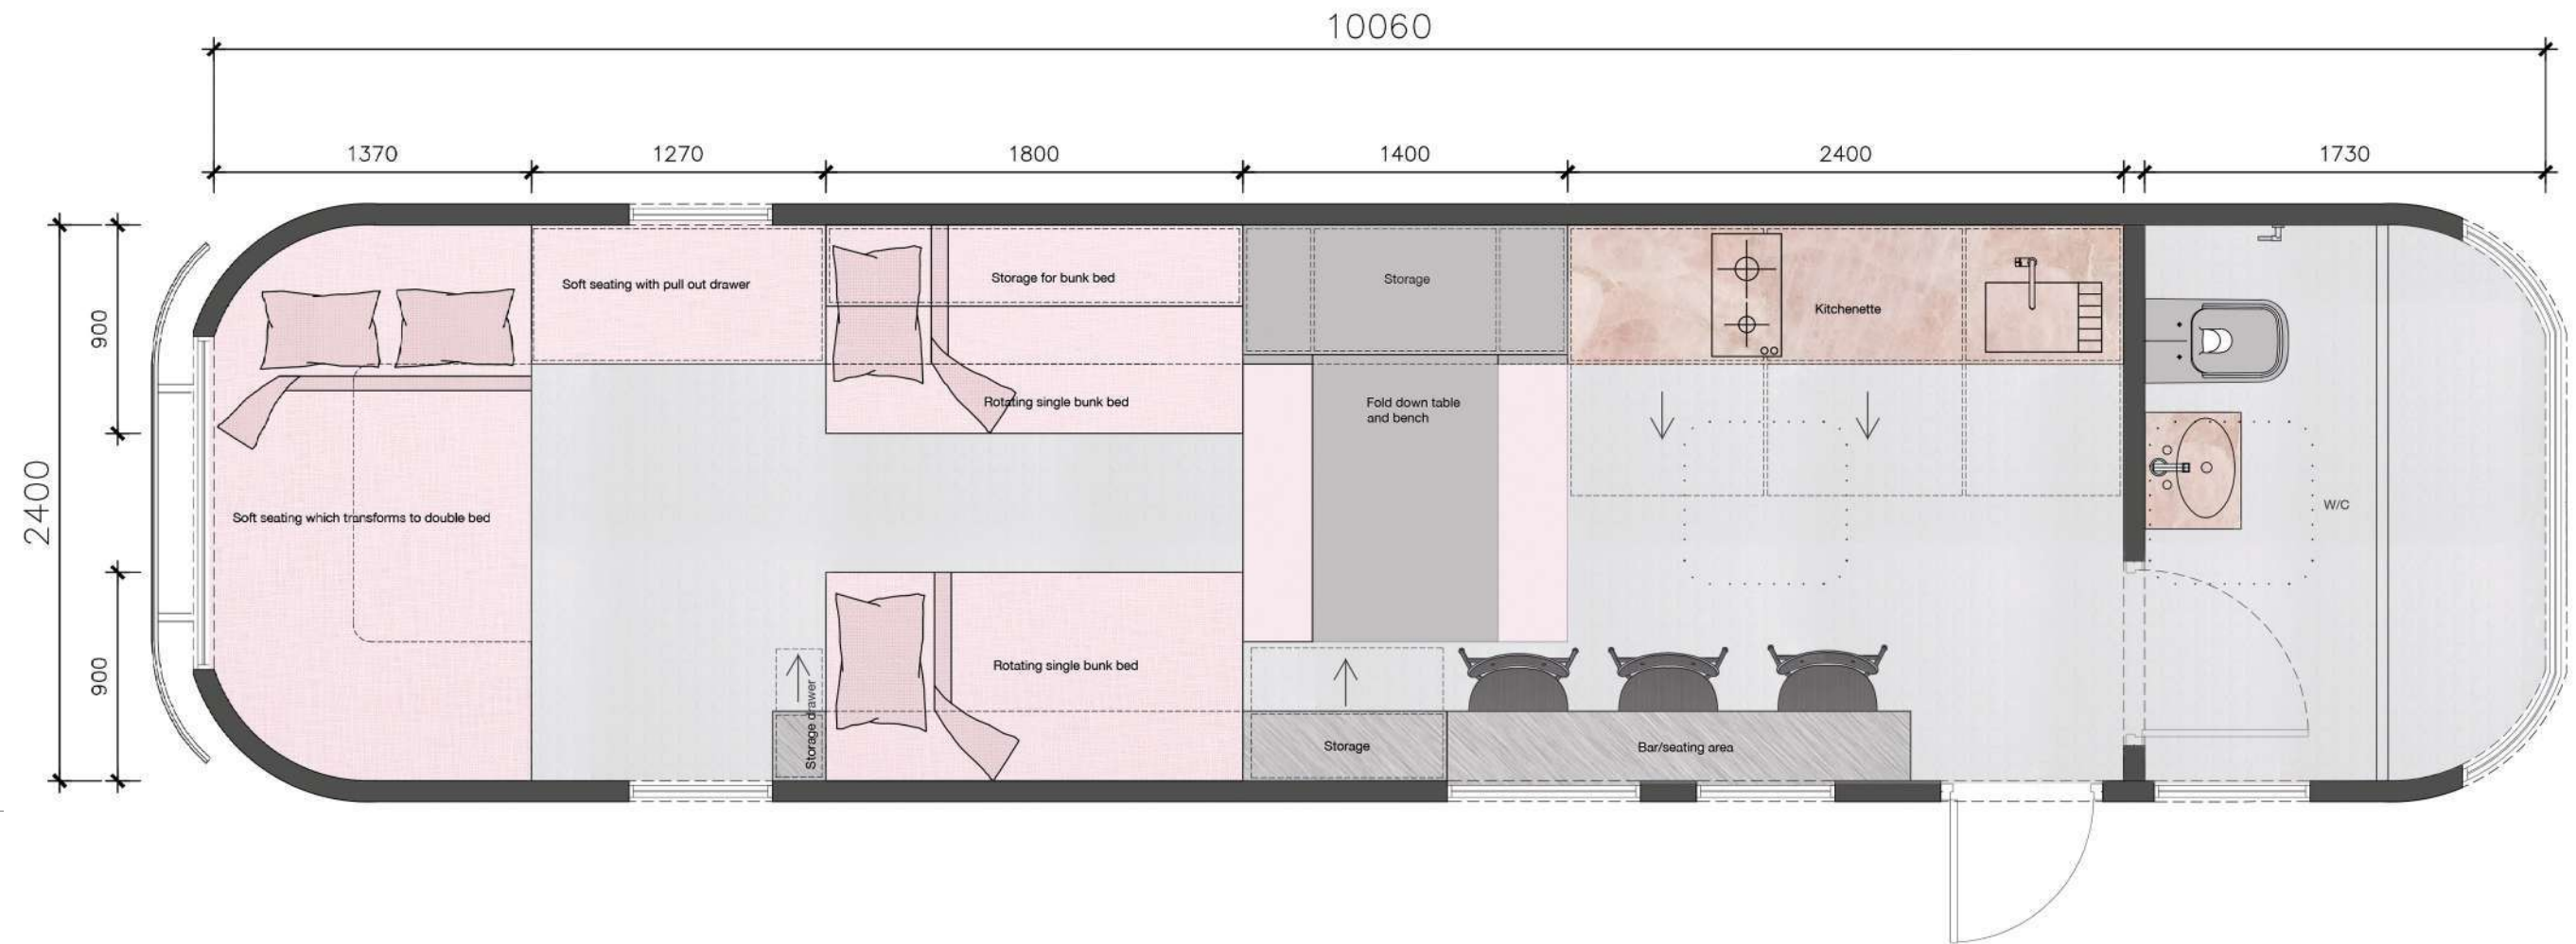 10060
1370
1270
1800
1400
2400
1730
900
2400
900
Soft seating with pull out drawer
Storage for bunk bed
Storage
Kitchenette
Rotating single bunk bed
Fold down table
and bench
W/C
Soft seating which transforms to double bed
Rotating single bunk bed
Storage drawer
Storage
Bar/seating area